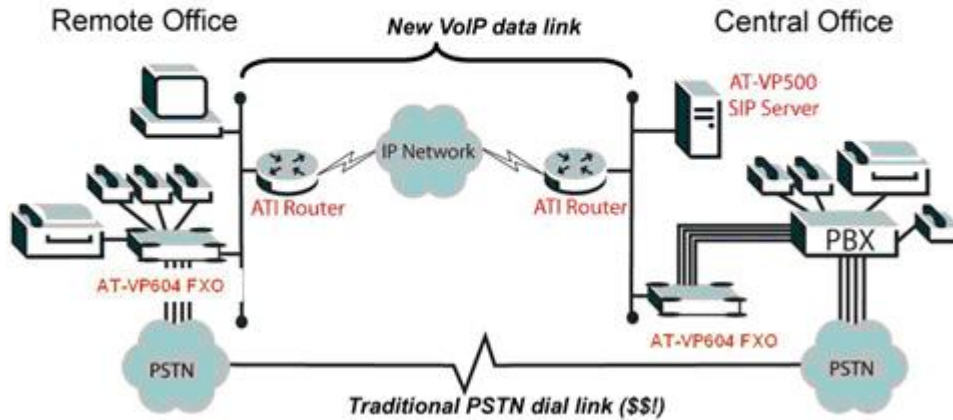 Remote Office
New VoIP data link
Central Office
AT-VP500
SIP Server
IP Network
ATI Router
ATI Router
PBX
AT-VP604 FXO
AT-VP604 FXO
PSTN
PSTN
Traditional PSTN dial link ($$!)